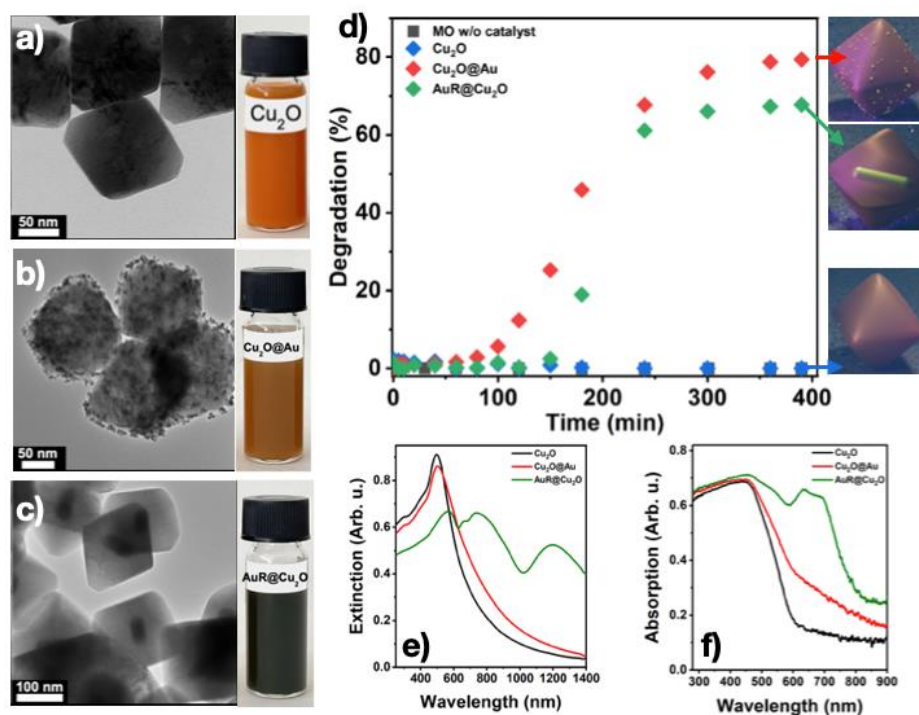 a)
Cu₂O
50 nm
b)
Cu₂O@Au
50 nm
c)
AuR@Cu₂O
100 nm
d)
MO w/o catalyst
Cu₂O
Cu₂O@Au
AuR@Cu₂O
Degradation (%)
80
60
40
20
0
0 100 200 300 400
Time (min)
Extinction (Arb. u.)
0.8
0.6
0.4
0.2
0.0
Cu₂O
Cu₂O@Au
AuR@Cu₂O
e)
400 600 800 1000 1200 1400
Wavelength (nm)
Absorption (Arb. u.)
0.8
0.6
0.4
0.2
0.0
Cu₂O
Cu₂O@Au
AuR@Cu₂O
f)
300 400 500 600 700 800 900
Wavelength (nm)